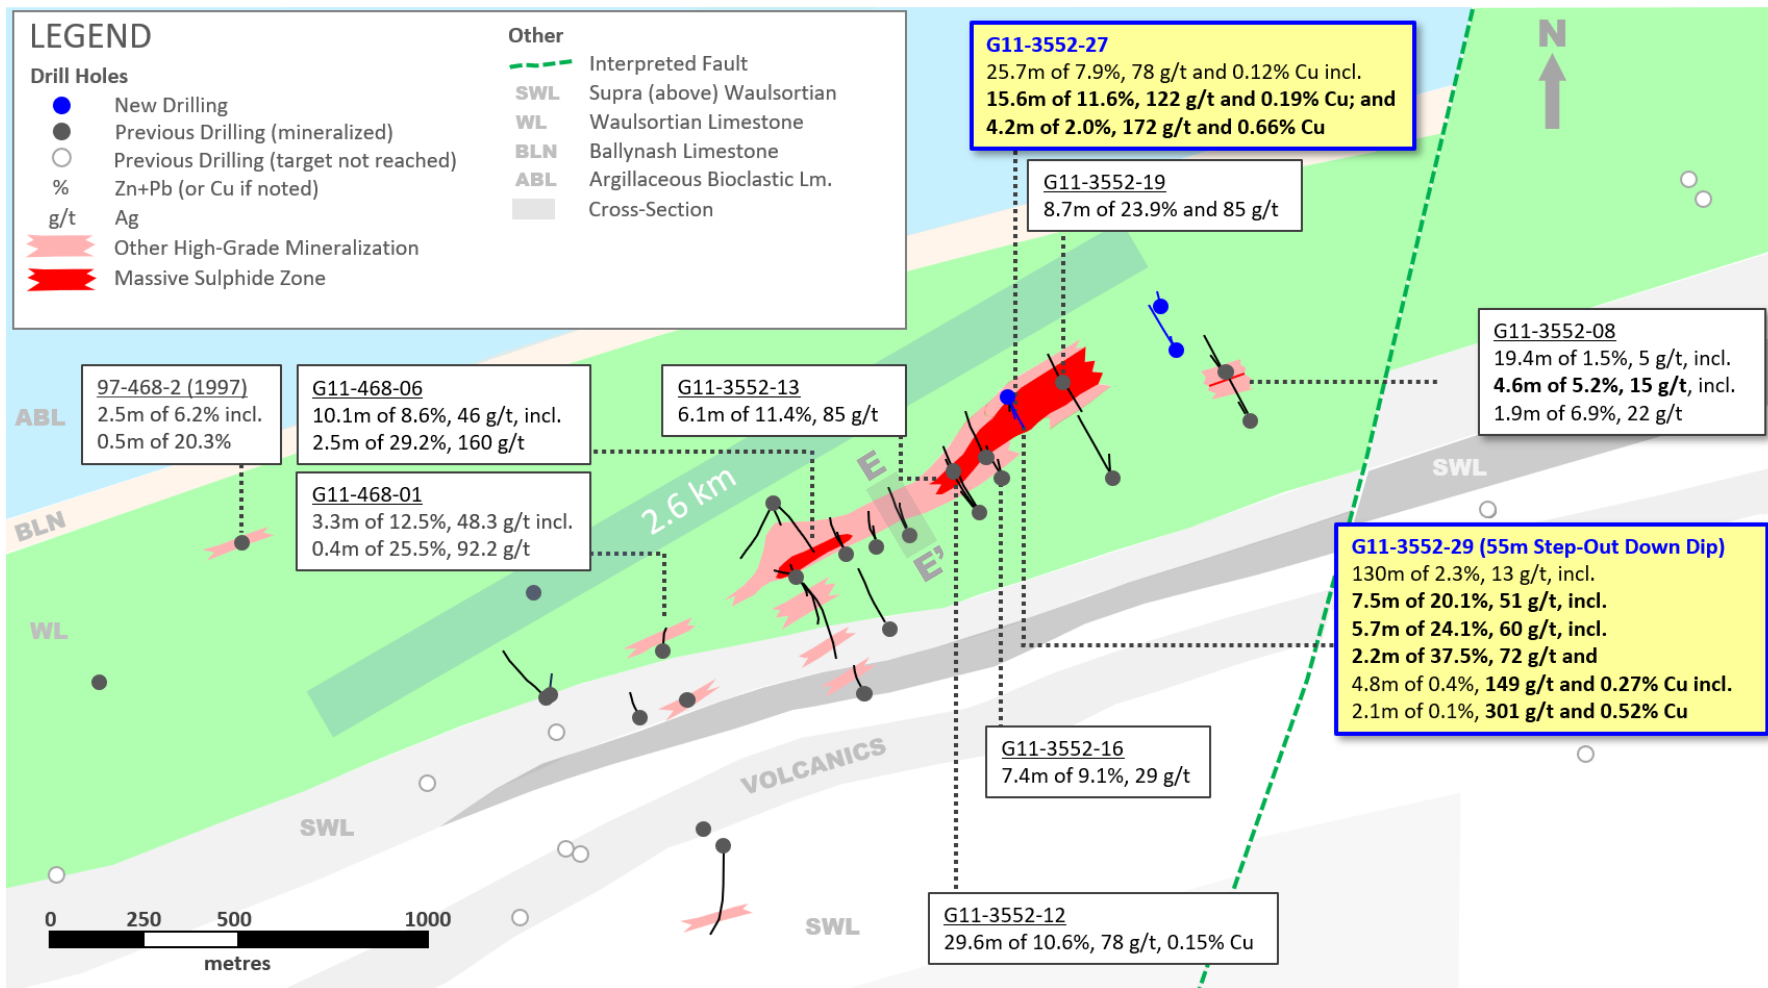 LEGEND
Drill Holes
New Drilling
Previous Drilling (mineralized)
Previous Drilling (target not reached)
% Zn+Pb (or Cu if noted)
g/t Ag
Other High-Grade Mineralization
Massive Sulphide Zone
Other
Interpreted Fault
SWL Supra (above) Waulsortian
WL Waulsortian Limestone
BLN Ballynash Limestone
ABL Argillaceous Bioclastic Lm.
Cross-Section
G11-3552-27
25.7m of 7.9%, 78 g/t and 0.12% Cu incl.
15.6m of 11.6%, 122 g/t and 0.19% Cu; and
4.2m of 2.0%, 172 g/t and 0.66% Cu
N
G11-3552-19
8.7m of 23.9% and 85 g/t
G11-3552-08
19.4m of 1.5%, 5 g/t, incl.
4.6m of 5.2%, 15 g/t, incl.
1.9m of 6.9%, 22 g/t
97-468-2 (1997)
2.5m of 6.2% incl.
0.5m of 20.3%
G11-468-06
10.1m of 8.6%, 46 g/t, incl.
2.5m of 29.2%, 160 g/t
G11-3552-13
6.1m of 11.4%, 85 g/t
G11-468-01
3.3m of 12.5%, 48.3 g/t incl.
0.4m of 25.5%, 92.2 g/t
ABL
BLN
WL
2.6 km
E
E'
SWL
G11-3552-29 (55m Step-Out Down Dip)
130m of 2.3%, 13 g/t, incl.
7.5m of 20.1%, 51 g/t, incl.
5.7m of 24.1%, 60 g/t, incl.
2.2m of 37.5%, 72 g/t and
4.8m of 0.4%, 149 g/t and 0.27% Cu incl.
2.1m of 0.1%, 301 g/t and 0.52% Cu
G11-3552-16
7.4m of 9.1%, 29 g/t
VOLCANICS
SWL
SWL
G11-3552-12
29.6m of 10.6%, 78 g/t, 0.15% Cu
0 250 500 1000
metres